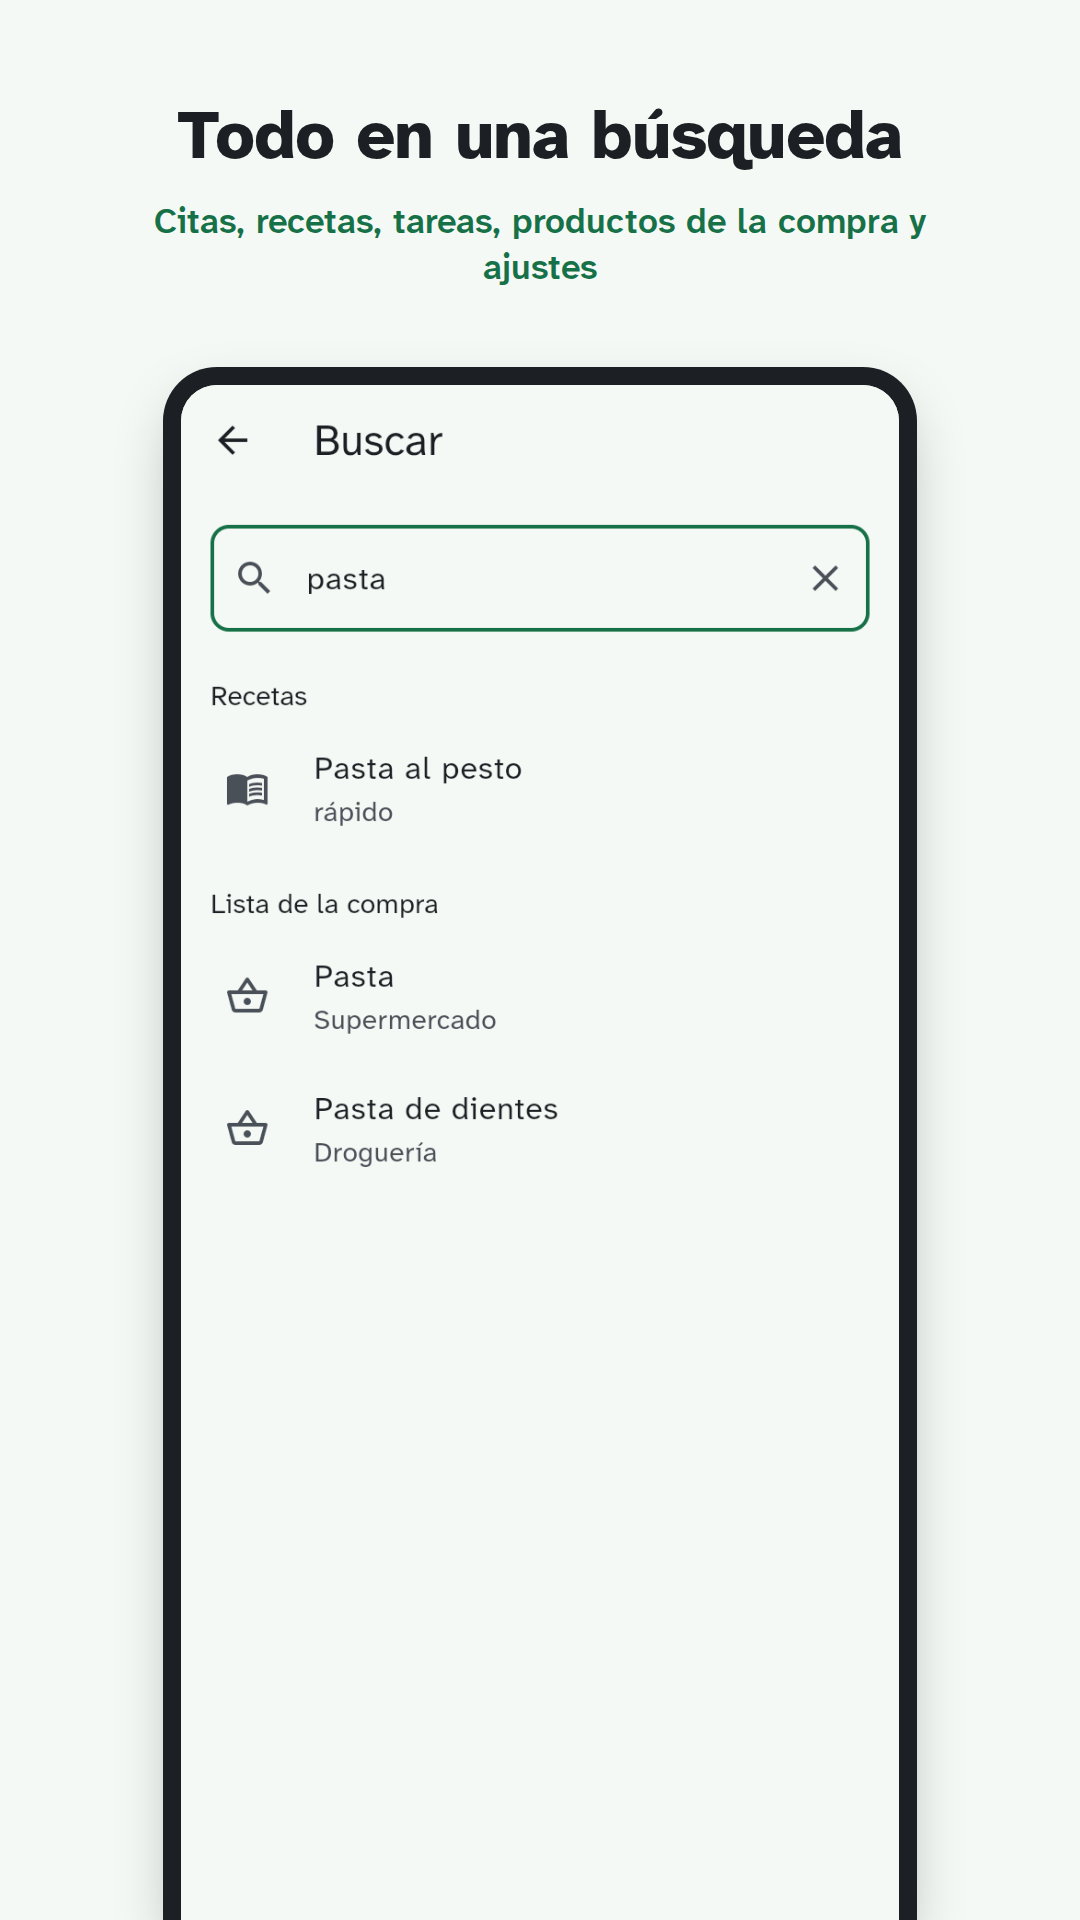 Todo en una búsqueda
Citas, recetas, tareas, productos de la compra y
ajustes
Buscar
pasta
Recetas
Pasta al pesto
rápido
Lista de la compra
Pasta
Supermercado
Pasta de dientes
Droguería